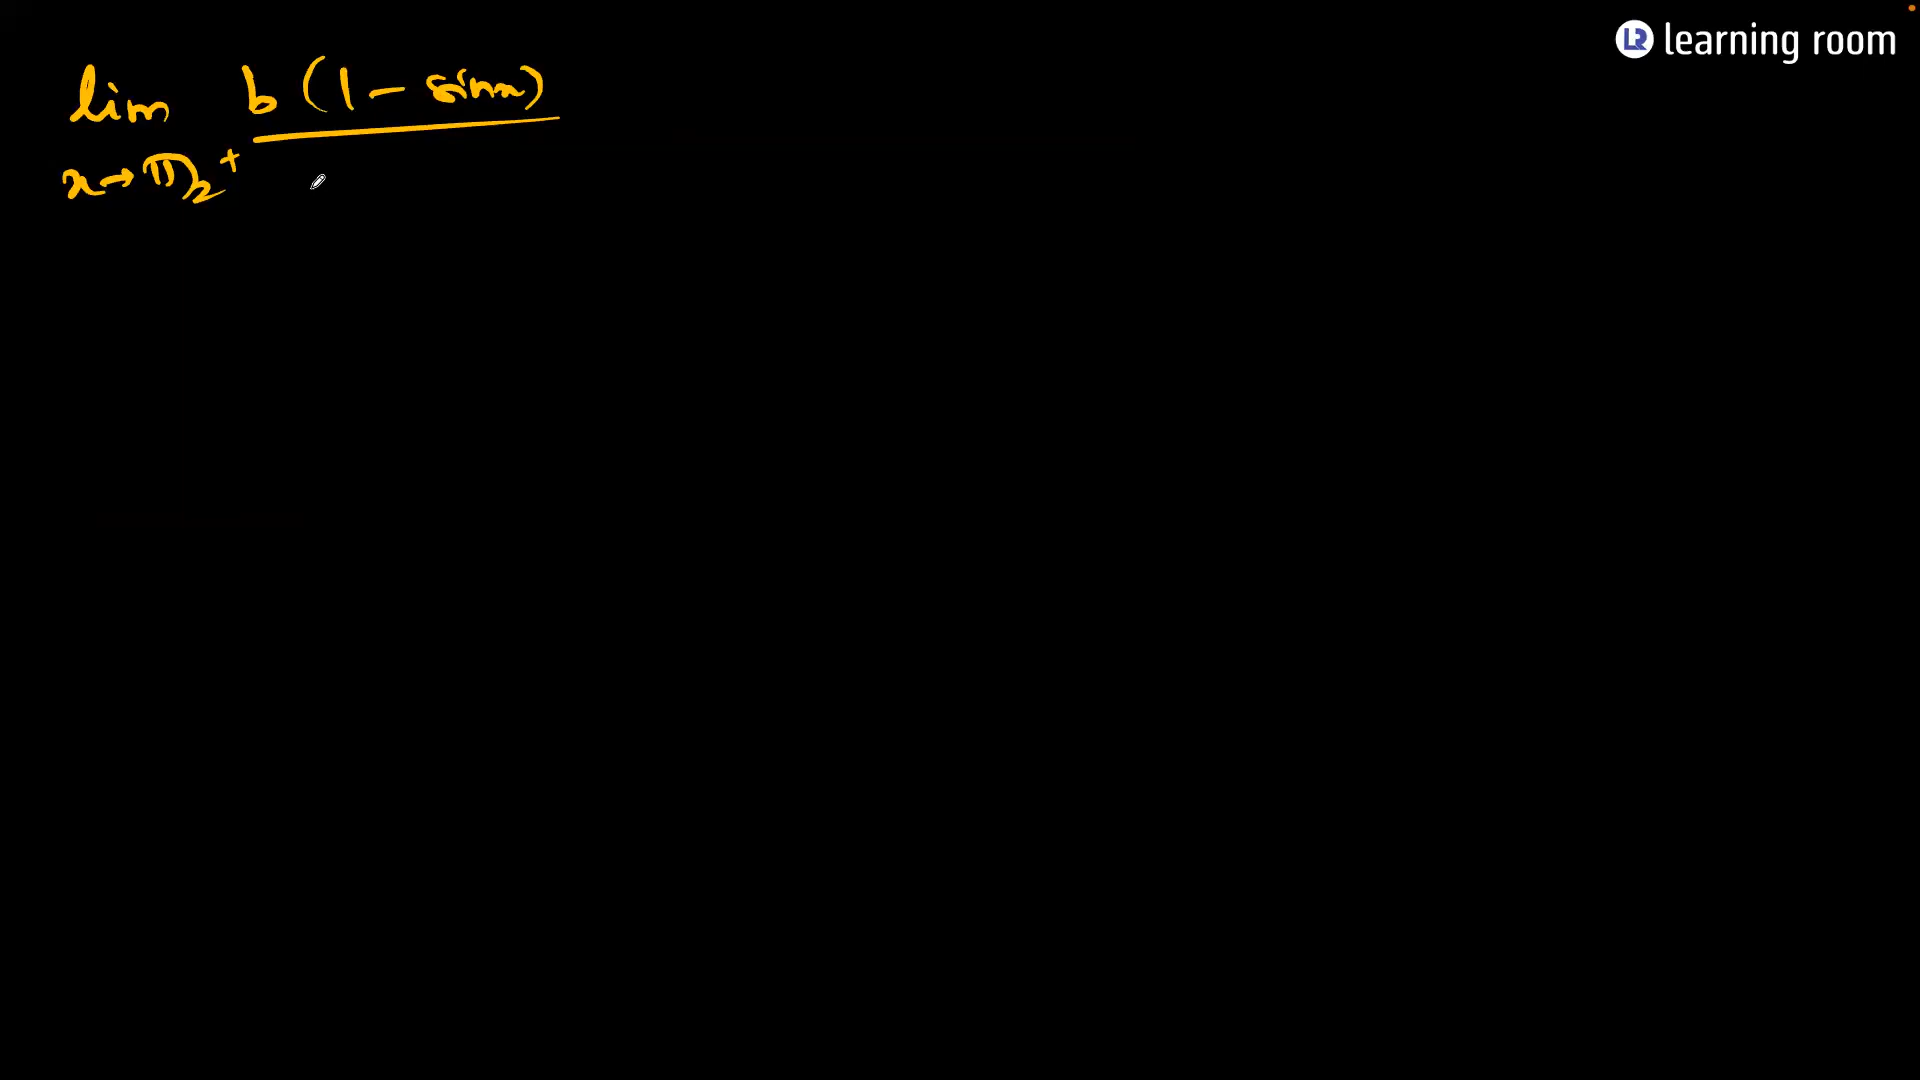 learning room
lim b (1 - sinx)
x→π/2⁺